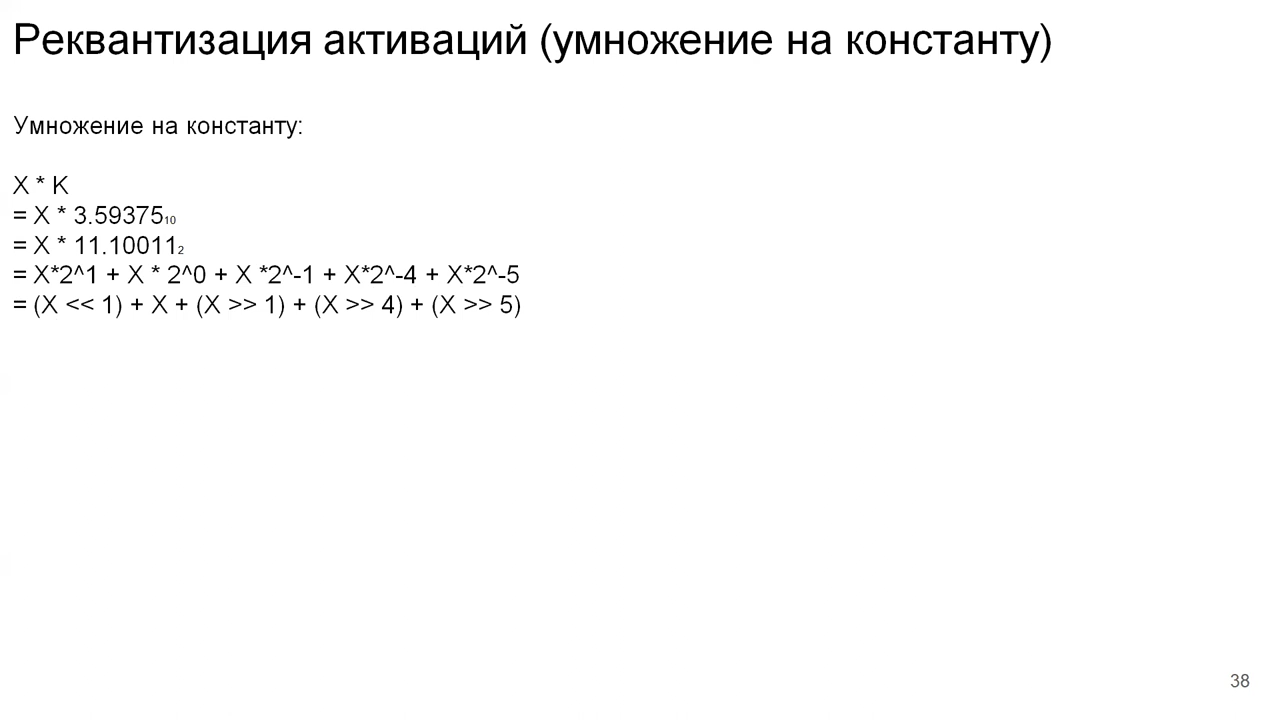 Реквантизация активаций (умножение на константу)
Умножение на константу:
X * K
= X * 3.59375₁₀
= X * 11.10011₂
= X*2^1 + X * 2^0 + X *2^-1 + X*2^-4 + X*2^-5
= (X << 1) + X + (X >> 1) + (X >> 4) + (X >> 5)
38